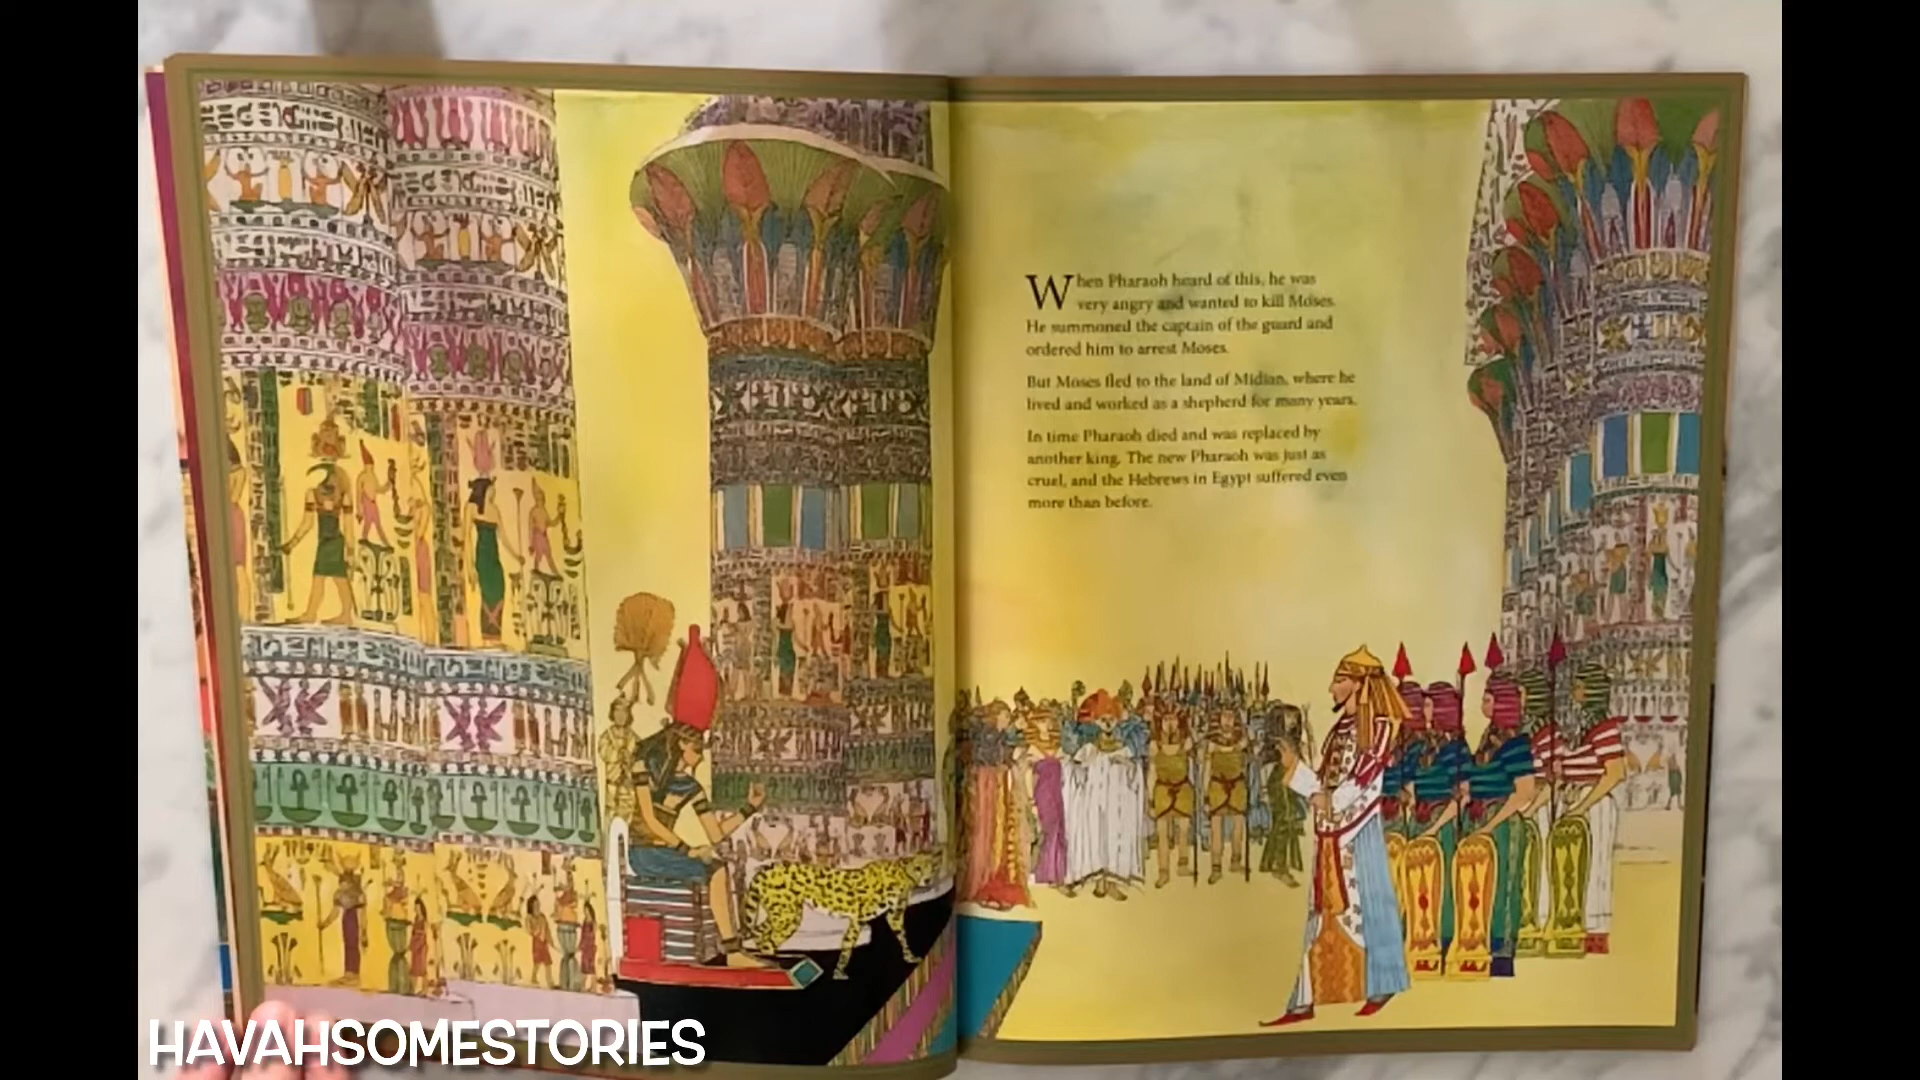 When Pharaoh heard of this, he was
very angry and wanted to kill Moses.
He summoned the captain of the guard and
ordered him to arrest Moses.
But Moses fled to the land of Midian, where he
lived and worked as a shepherd for many years.
In time Pharaoh died and was replaced by
another king. The new Pharaoh was just as
cruel, and the Hebrews in Egypt suffered even
more than before.
HAVAHSOMESTORIES